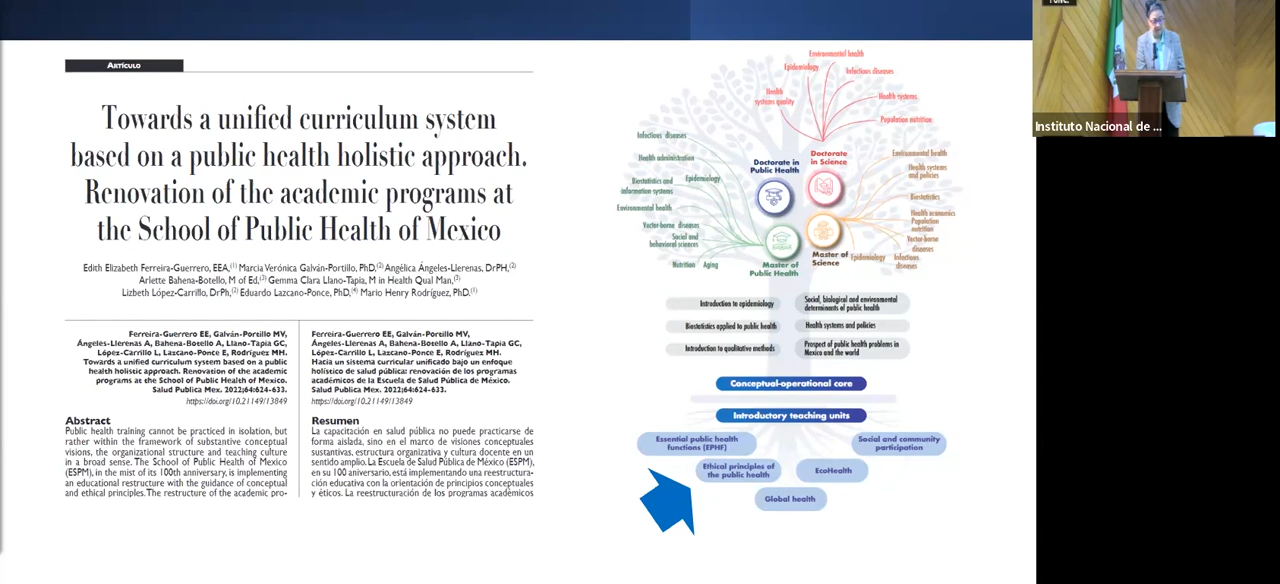 ARTÍCULO
Towards a unified curriculum system
based on a public health holistic approach.
Renovation of the academic programs at
the School of Public Health of Mexico
Edith Elizabeth Ferreira-Guerrero, EEA,(1) Marcia Verónica Galván-Portillo, PhD,(2) Angélica Ángeles-Llerenas, DrPH,(2)
Arlette Bahena-Botello, M of Ed,(3) Gemma Clara Llano-Tapia, M in Health Qual Man,(3)
Lizbeth López-Carrillo, DrPh,(2) Eduardo Lazcano-Ponce, PhD,(4) Mario Henry Rodríguez, PhD.(1)
Ferreira-Guerrero EE, Galván-Portillo MV,
Ángeles-Llerenas A, Bahena-Botello A, Llano-Tapia GC,
López-Carrillo L, Lazcano-Ponce E, Rodríguez MH.
Towards a unified curriculum system based on a public
health holistic approach. Renovation of the academic
programs at the School of Public Health of Mexico.
Salud Publica Mex. 2022;64:624-633.
https://doi.org/10.21149/13849
Abstract
Public health training cannot be practiced in isolation, but
rather within the framework of substantive conceptual
visions, the organizational structure and teaching culture
in a broad sense. The School of Public Health of Mexico
(ESPM), in the mist of its 100th anniversary, is implementing
an educational restructure with the guidance of conceptual
and ethical principles. The restructure of the academic pro-
Ferreira-Guerrero EE, Galván-Portillo MV,
Ángeles-Llerenas A, Bahena-Botello A, Llano-Tapia GC,
López-Carrillo L, Lazcano-Ponce E, Rodríguez MH.
Hacia un sistema curricular unificado bajo un enfoque
holístico de salud pública: renovación de los programas
académicos de la Escuela de Salud Pública de México.
Salud Publica Mex. 2022;64:624-633.
https://doi.org/10.21149/13849
Resumen
La capacitación en salud pública no puede practicarse de
forma aislada, sino en el marco de visiones conceptuales
sustantivas, estructura organizativa y cultura docente en un
sentido amplio. La Escuela de Salud Pública de México (ESPM),
en su 100 aniversario, está implementando una reestructura-
ción educativa con la orientación de principios conceptuales
y éticos. La reestructuración de los programas académicos
Environmental health
Epidemiology
Infectious diseases
Health
systems quality
Health systems
Population nutrition
Doctorate
in Science
Doctorate in
Public Health
Infectious diseases
Health administration
Biostatistics and
information systems
Epidemiology
Environmental health
Vector-borne diseases
Social and
behavioral sciences
Nutrition
Aging
Master of
Public Health
Environmental health
Health systems
and policies
Biostatistics
Health economics
Population
nutrition
Vector-borne
diseases
Infectious
diseases
Epidemiology
Master of
Science
Introduction to epidemiology
Social, biological and environmental
determinants of public health
Biostatistics applied to public health
Health systems and policies
Introduction to qualitative methods
Prospect of public health problems in
Mexico and the world
Conceptual-operational core
Introductory teaching units
Essential public health
functions (EPHF)
Social and community
participation
Ethical principles of
the public health
EcoHealth
Global health
Instituto Nacional de ...